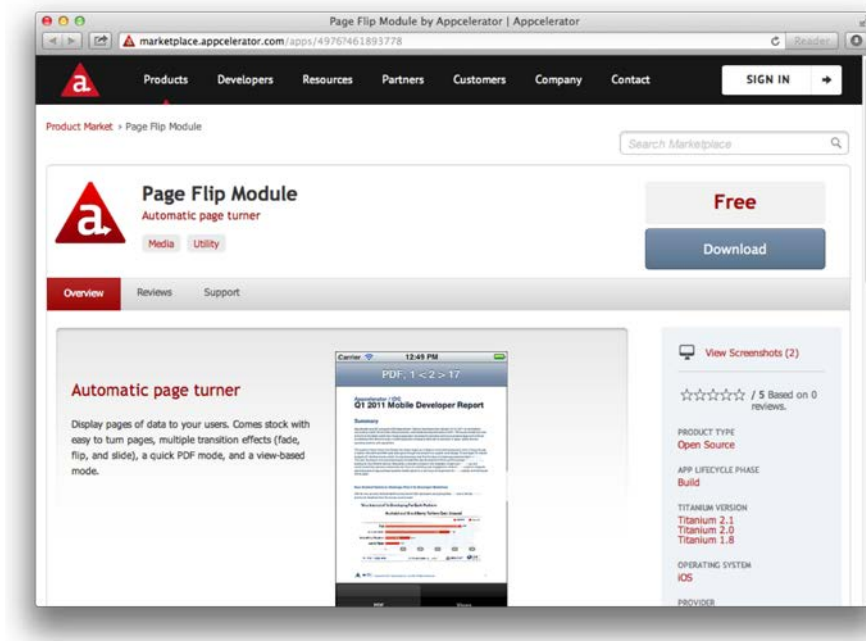 Page Flip Module by Appcelerator | Appcelerator
marketplace.appcelerator.com/apps/4976?461893778
Reader
a
Products Developers Resources Partners Customers Company Contact SIGN IN
Product Market › Page Flip Module
Search Marketplace
a
Page Flip Module
Automatic page turner
Media Utility
Free
Download
Overview Reviews Support
Automatic page turner
Display pages of data to your users. Comes stock with
easy to turn pages, multiple transition effects (fade,
flip, and slide), a quick PDF mode, and a view-based
mode.
Carrier 12:49 PM
PDF, 1 < 2 > 17
Appcelerator / IDC
Q1 2011 Mobile Developer Report
Summary
View Screenshots (2)
/ 5 Based on 0
reviews.
PRODUCT TYPE
Open Source
APP LIFECYCLE PHASE
Build
TITANIUM VERSION
Titanium 2.1
Titanium 2.0
Titanium 1.8
OPERATING SYSTEM
iOS
PROVIDER